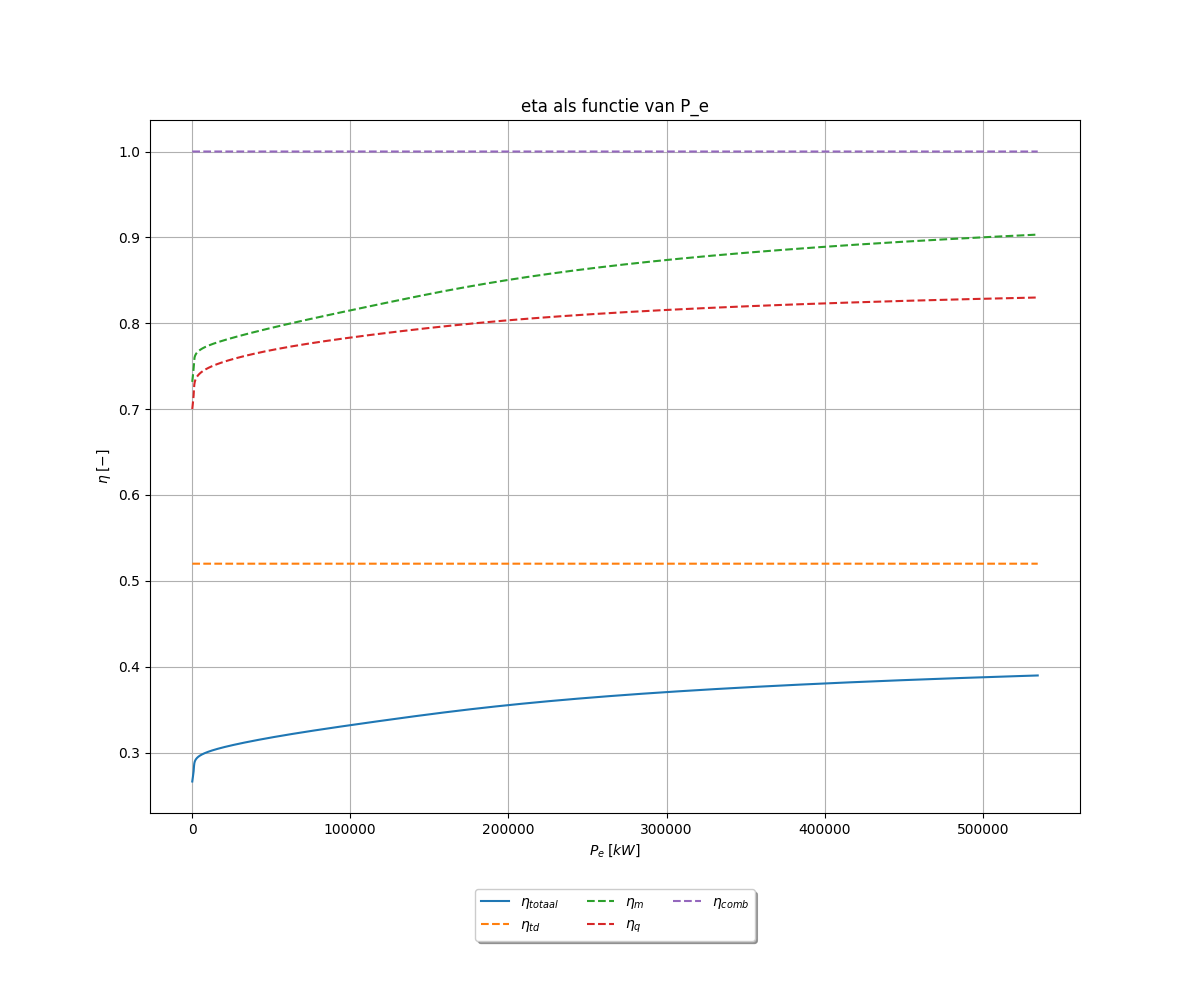 eta als functie van P_e
1.0
0.9
0.8
0.7
0.6
0.5
0.4
0.3
η [−]
0 100000 200000 300000 400000 500000
P_e [kW]
η_totaal η_m η_comb
η_td η_q